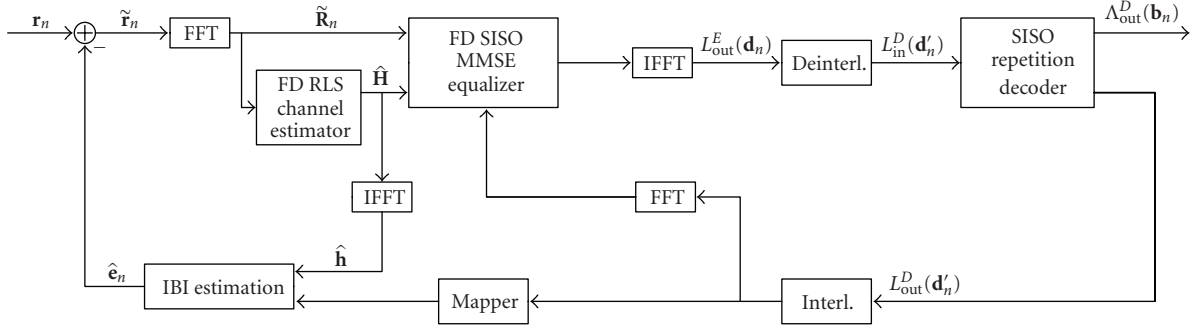 r_n
r̃_n
−
FFT
R̃_n
FD RLS
channel
estimator
Ĥ
FD SISO
MMSE
equalizer
IFFT
L^E_out(d_n)
Deinterl.
L^D_in(d′_n)
SISO
repetition
decoder
Λ^D_out(b_n)
IFFT
FFT
ê_n
IBI estimation
ĥ
Mapper
Interl.
L^D_out(d′_n)